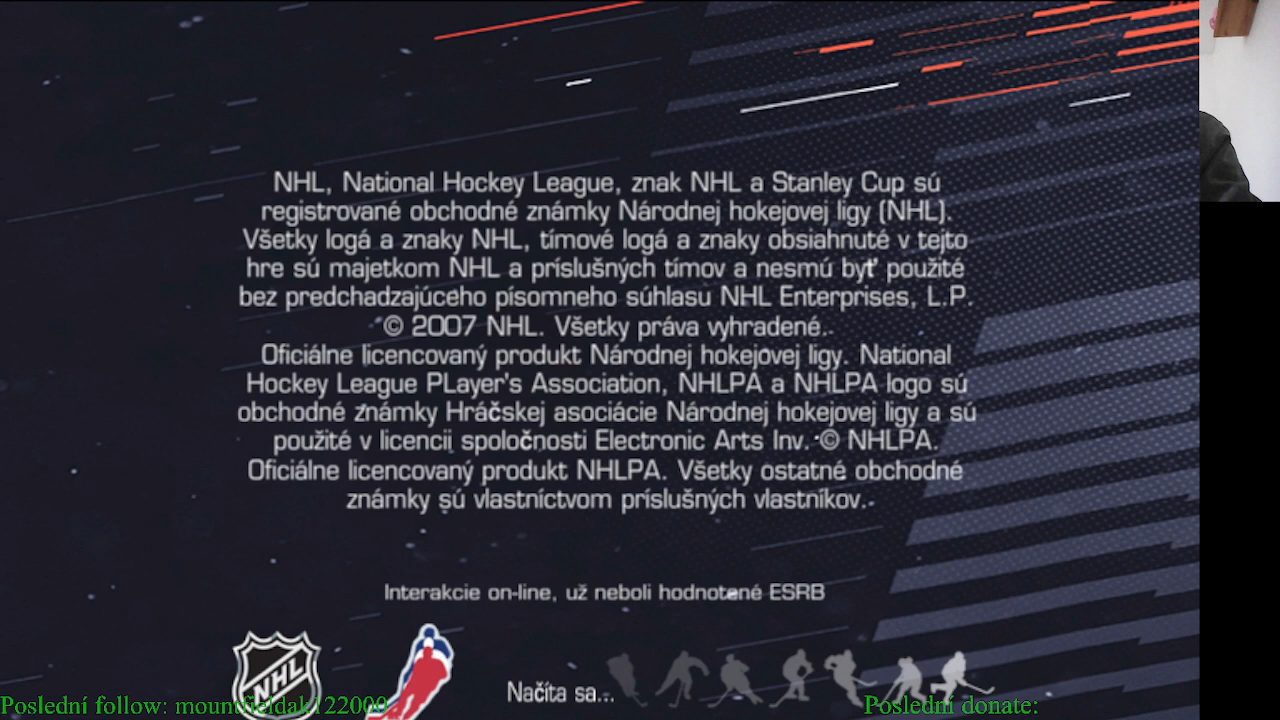 NHL, National Hockey League, znak NHL a Stanley Cup sú
registrované obchodné známky Národnej hokejovej ligy (NHL).
Všetky logá a znaky NHL, tímové logá a znaky obsiahnuté v tejto
hre sú majetkom NHL a príslušných tímov a nesmú byť použité
bez predchadzajúceho písomneho súhlasu NHL Enterprises, L.P.
© 2007 NHL. Všetky práva vyhradené.
Oficiálne licencovaný produkt Národnej hokejovej ligy. National
Hockey League PLayer's Association, NHLPA a NHLPA logo sú
obchodné známky Hráčskej asociácie Národnej hokejovej ligy a sú
použité v licencii spoločnosti Electronic Arts Inv. © NHLPA.
Oficiálne licencovaný produkt NHLPA. Všetky ostatné obchodné
známky sú vlastníctvom príslušných vlastníkov.
Interakcie on-line, už neboli hodnotené ESRB
NHL
Načíta sa...
Poslední follow: mountfieldak122000
Poslední donate: